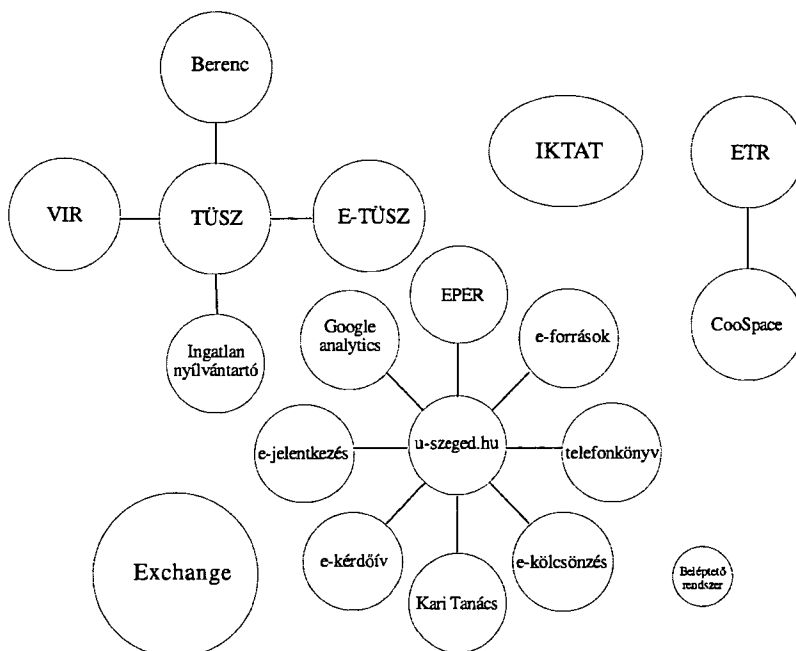 Berenc
IKTAT
ETR
VIR
TÜSZ
E-TÜSZ
EPER
Google
analytics
e-források
CooSpace
Ingatlan
nyilvántartó
u-szeged.hu
e-jelentkezés
telefonkönyv
Exchange
e-kérdőív
Kari Tanács
e-kölcsönzés
Beléptető
rendszer